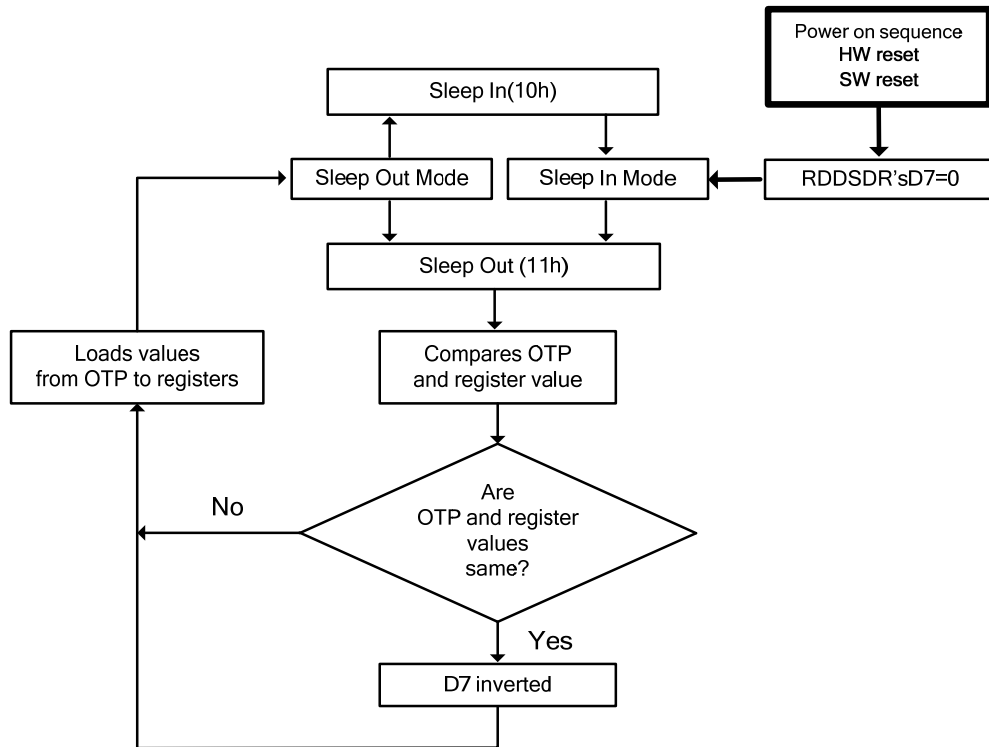 Power on sequence
HW reset
SW reset
Sleep In(10h)
Sleep Out Mode
Sleep In Mode
RDDSDR'sD7=0
Sleep Out (11h)
Loads values
from OTP to registers
Compares OTP
and register value
No
Are
OTP and register
values
same?
Yes
D7 inverted